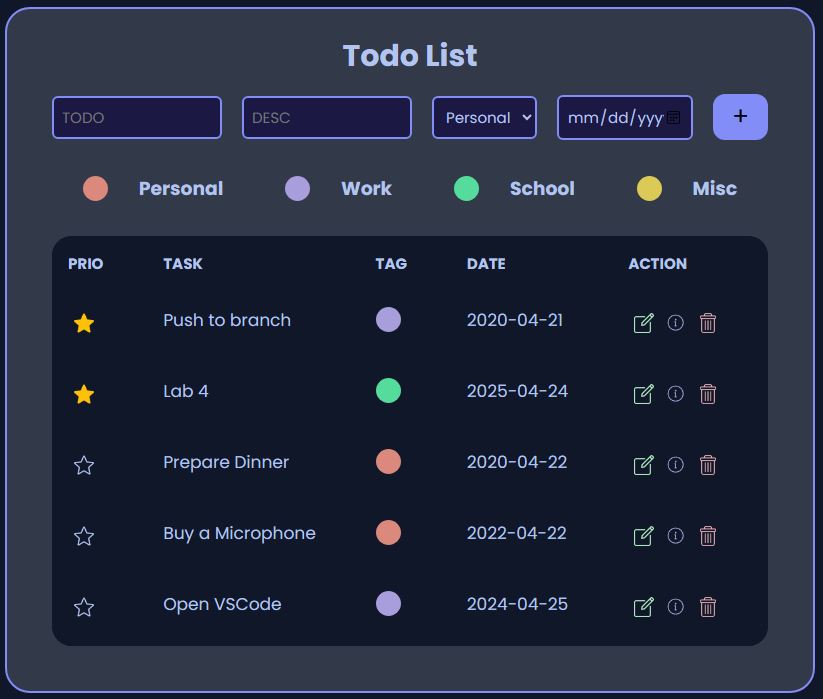 Todo List
TODO DESC Personal mm/dd/yyy +
Personal Work School Misc
PRIO TASK TAG DATE ACTION
Push to branch 2020-04-21
Lab 4 2025-04-24
Prepare Dinner 2020-04-22
Buy a Microphone 2022-04-22
Open VSCode 2024-04-25